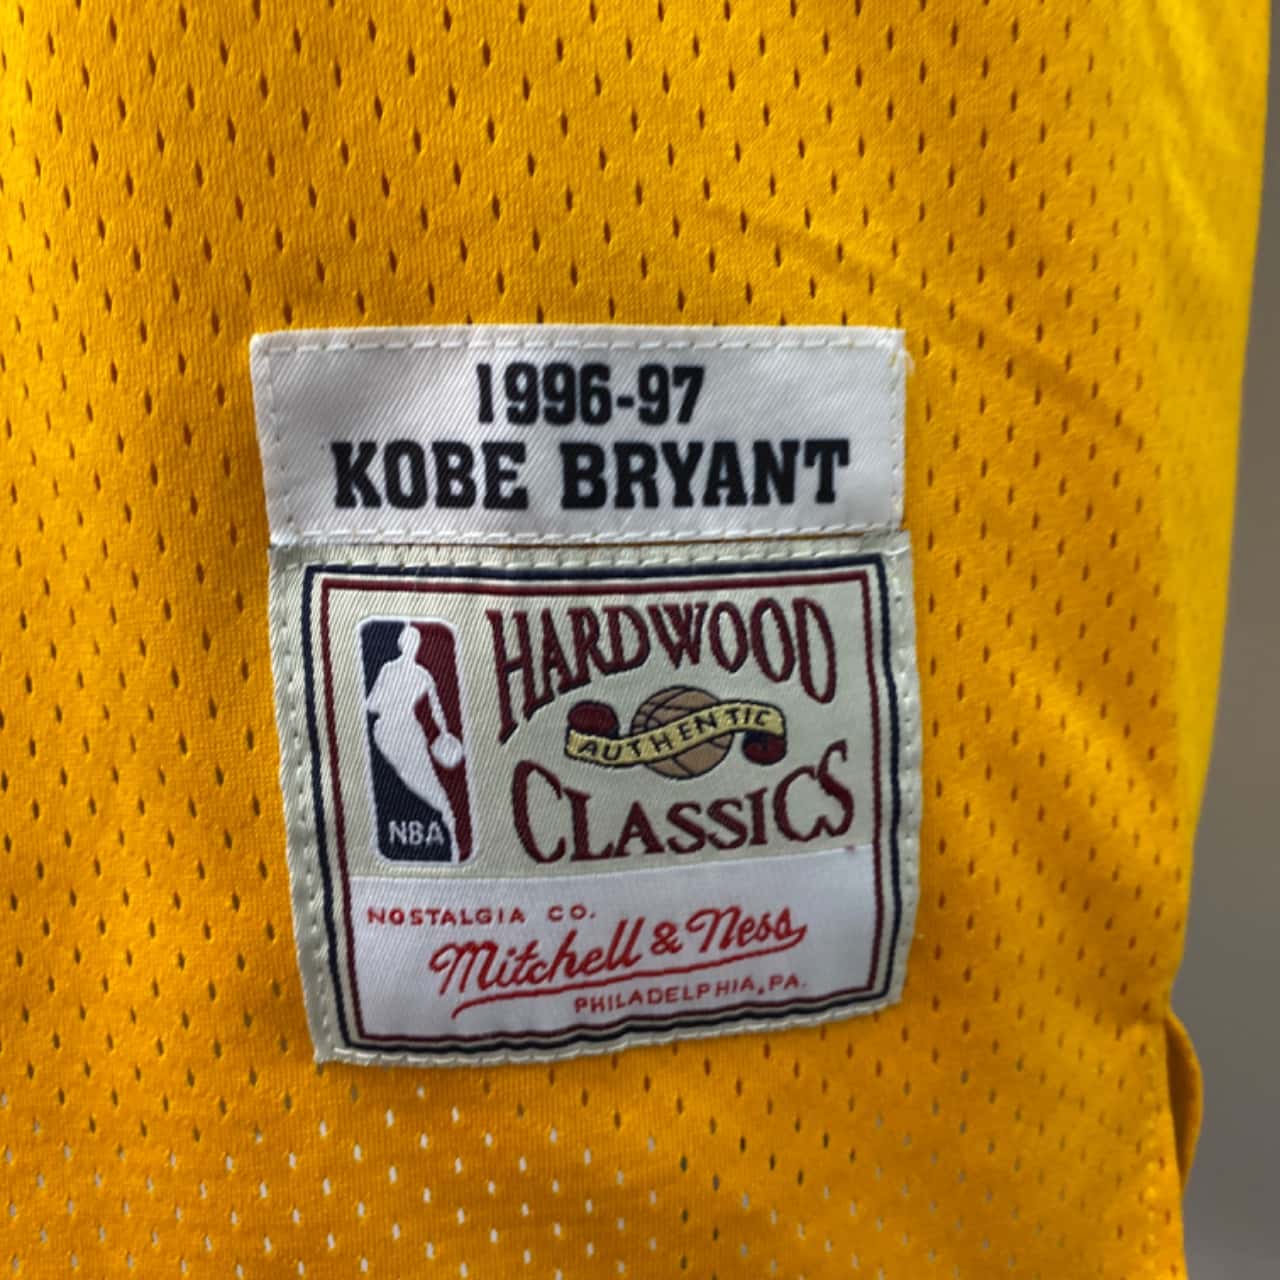 1996-97
KOBE BRYANT
HARDWOOD
AUTHENTIC
CLASSICS
NBA
NOSTALGIA CO.
Mitchell & Ness
PHILADELPHIA, PA.